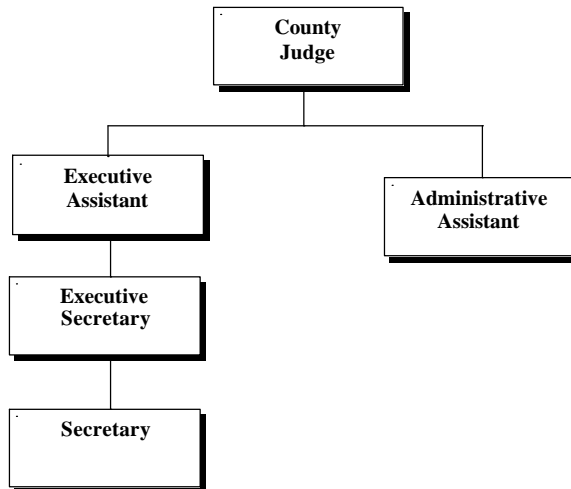 County
Judge
Executive
Assistant
Administrative
Assistant
Executive
Secretary
Secretary